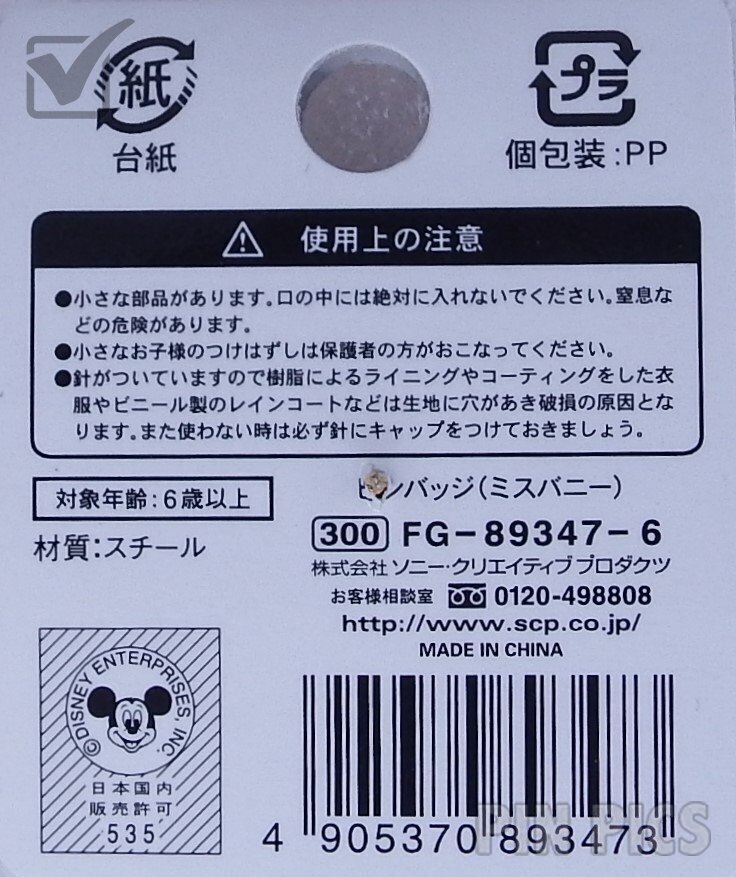 紙
台紙
プラ
個包装:PP
使用上の注意
●小さな部品があります。口の中には絶対に入れないでください。窒息な
どの危険があります。
●小さなお子様のつけはずしは保護者の方がおこなってください。
●針がついていますので樹脂によるライニングやコーティングをした衣
服やビニール製のレインコートなどは生地に穴があき破損の原因とな
ります。また使わない時は必ず針にキャップをつけておきましょう。
対象年齢:6歳以上
材質:スチール
ピンバッジ(ミスバニー)
300 FG-89347-6
株式会社 ソニー・クリエイティブプロダクツ
お客様相談室 0120-498808
http://www.scp.co.jp/
MADE IN CHINA
©DISNEY ENTERPRISES, INC.
日本国内
販売許可
535
4 905370 893473
PIN PICS